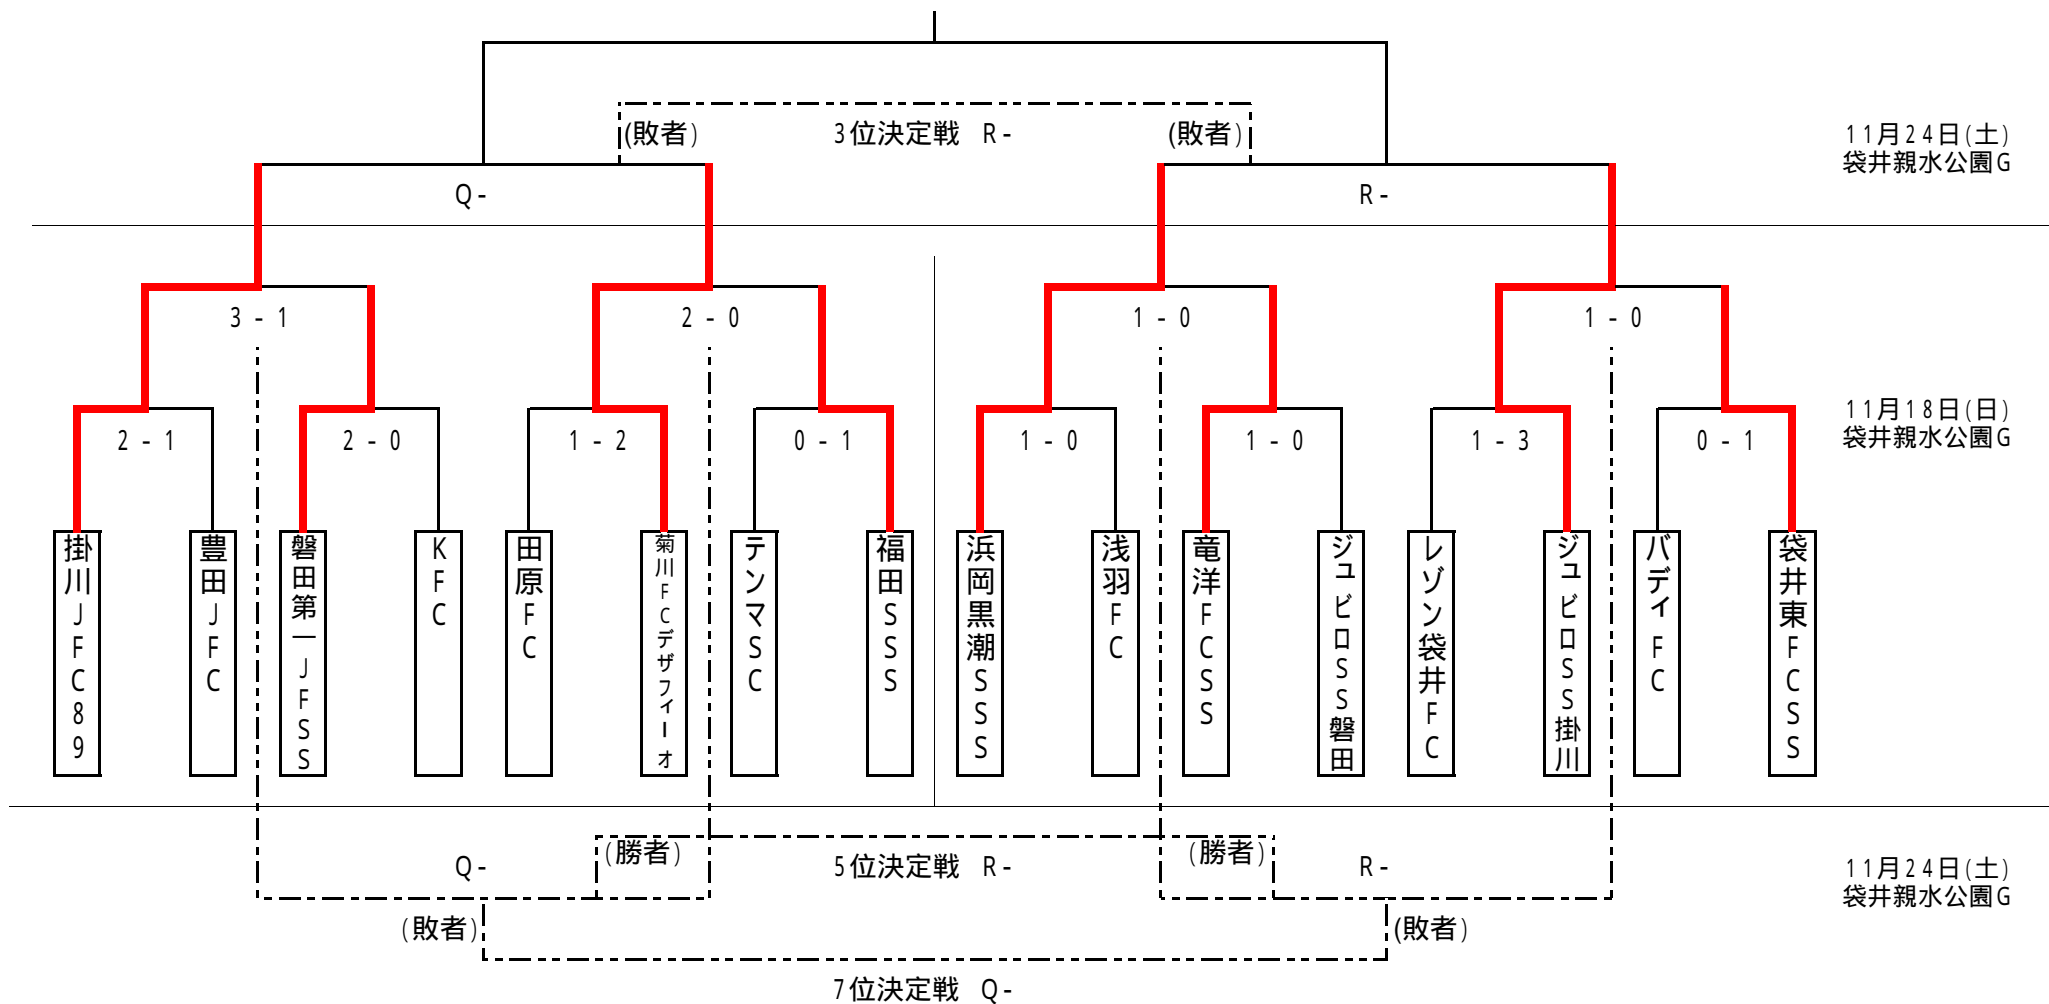 (敗者)
3位決定戦 R-
(敗者)
11月24日(土)
袋井親水公園G
Q-
R-
3 - 1
2 - 0
1 - 0
1 - 0
11月18日(日)
袋井親水公園G
2 - 1
2 - 0
1 - 2
0 - 1
1 - 0
1 - 0
1 - 3
0 - 1
掛川JFC89
豊田JFC
磐田第一JFSS
KFC
田原FC
菊川FCデザフィーオ
テンマSC
福田SSS
浜岡黒潮SSS
浅羽FC
竜洋FCSS
ジュビロSS磐田
レゾン袋井FC
ジュビロSS掛川
バディFC
袋井東FCSS
Q-
(勝者)
5位決定戦 R-
(勝者)
R-
11月24日(土)
袋井親水公園G
(敗者)
(敗者)
7位決定戦 Q-